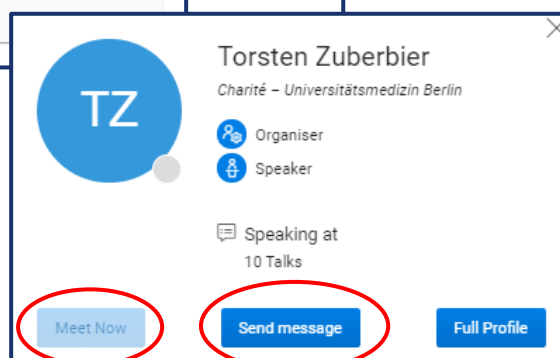 TZ
Torsten Zuberbier
Charité – Universitätsmedizin Berlin
Organiser
Speaker
Speaking at
10 Talks
Meet Now
Send message
Full Profile